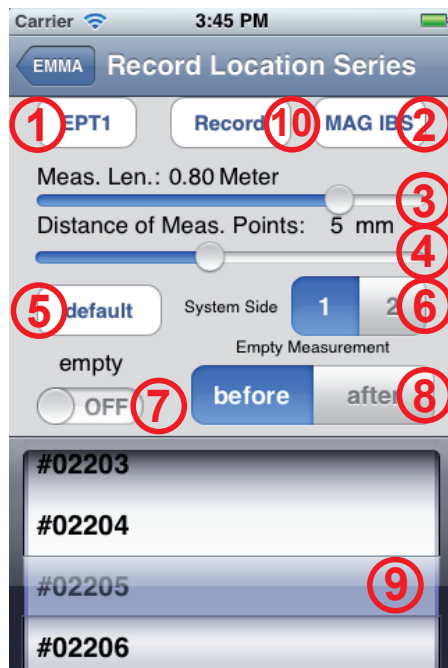 Carrier 3:45 PM
EMMA Record Location Series
1 EPT1 Record 10 MAG IBS 2
Meas. Len.: 0.80 Meter 3
Distance of Meas. Points: 5 mm 4
5 default System Side 1 2 6
Empty Measurement
empty
OFF 7 before after 8
#02203
#02204
#02205 9
#02206